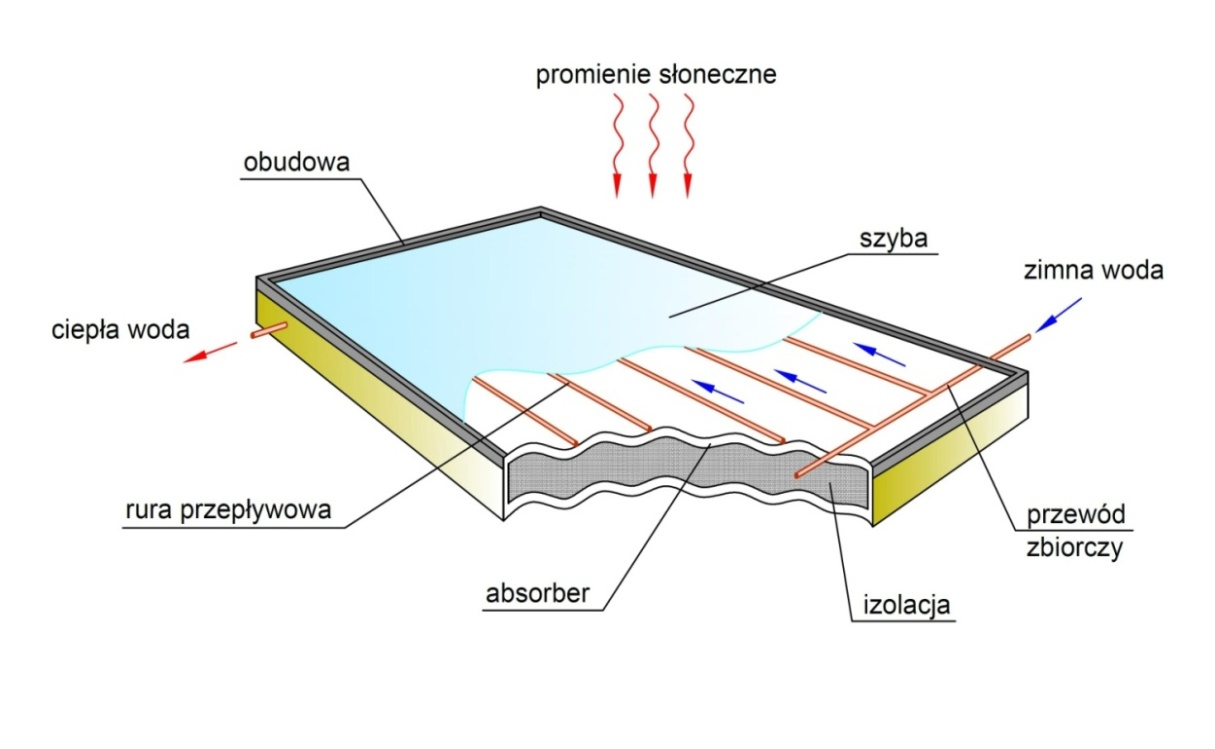 promienie słoneczne
obudowa
szyba
zimna woda
ciepła woda
rura przepływowa
przewód
zbiorczy
absorber
izolacja